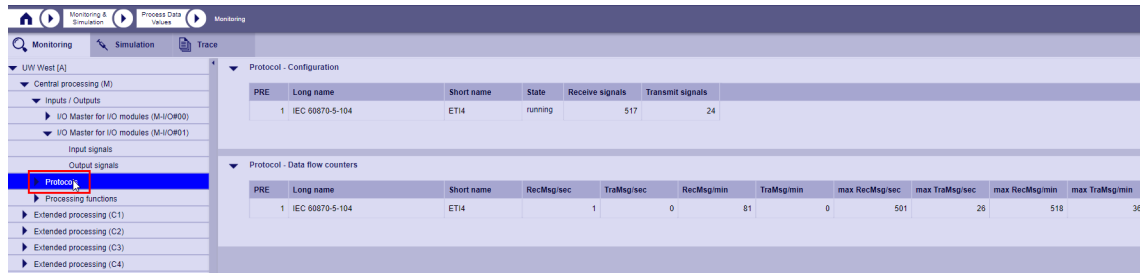 Monitoring &
Simulation
Process Data
Values
Monitoring
Monitoring Simulation Trace
UW West [A]
Central processing (M)
Inputs / Outputs
I/O Master for I/O modules (M-I/O#00)
I/O Master for I/O modules (M-I/O#01)
Input signals
Output signals
Protocols
Processing functions
Extended processing (C1)
Extended processing (C2)
Extended processing (C3)
Extended processing (C4)
Protocol - Configuration
PRE Long name Short name State Receive signals Transmit signals
1 IEC 60870-5-104 ETI4 running 517 24
Protocol - Data flow counters
PRE Long name Short name RecMsg/sec TraMsg/sec RecMsg/min TraMsg/min max RecMsg/sec max TraMsg/sec max RecMsg/min max TraMsg/min
1 IEC 60870-5-104 ETI4 1 0 81 0 501 26 518 36